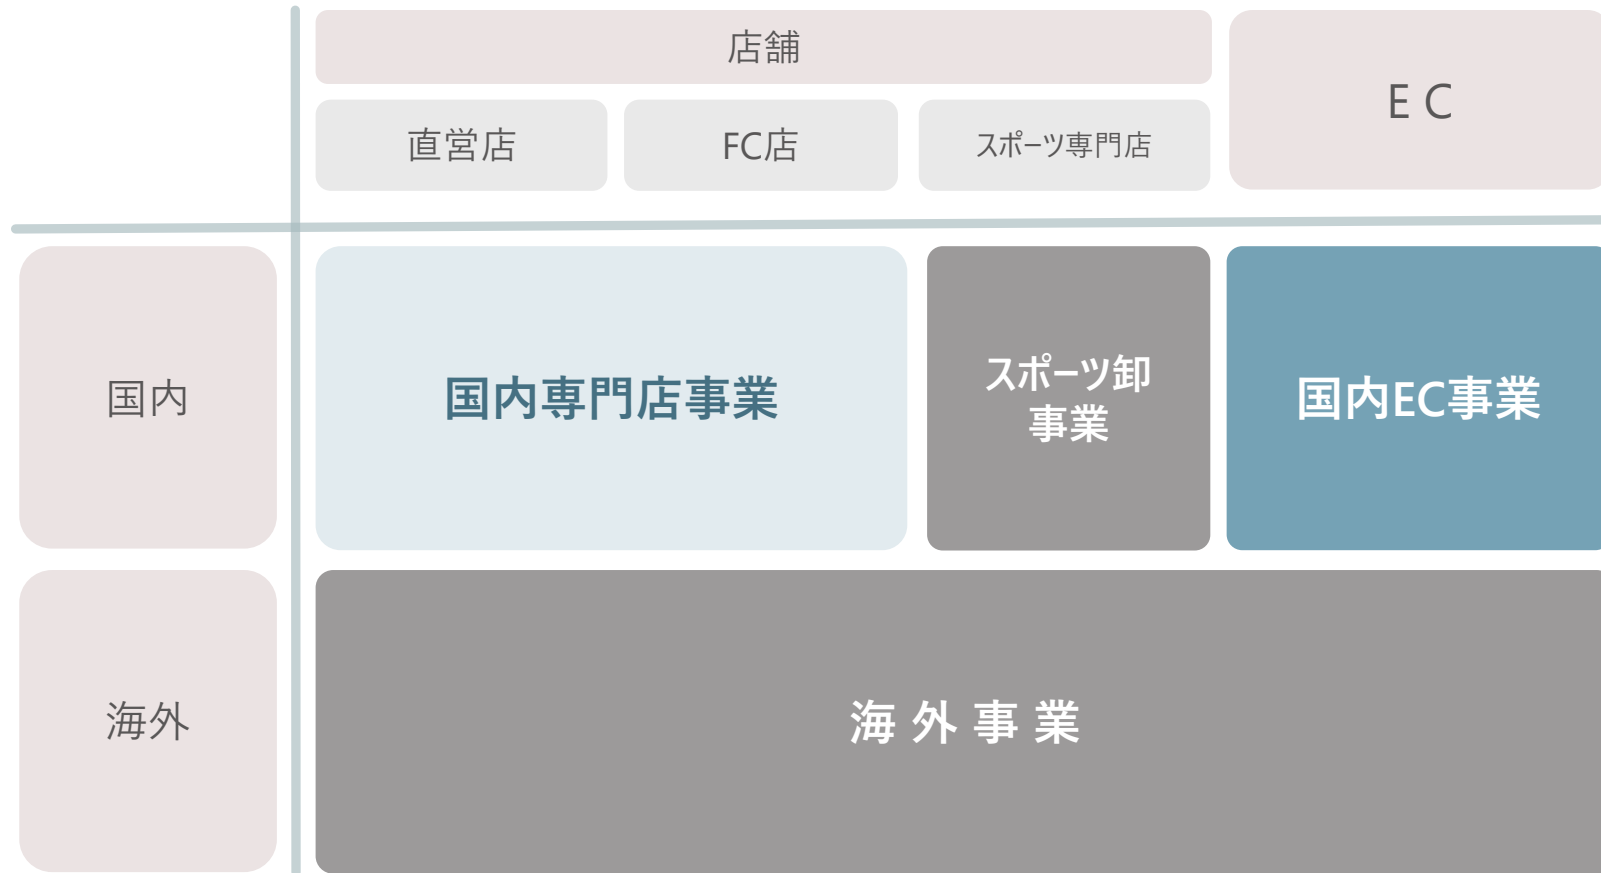 店舗
直営店
FC店
スポーツ専門店
E C
国内
国内専門店事業
スポーツ卸
事業
国内EC事業
海外
海 外 事 業